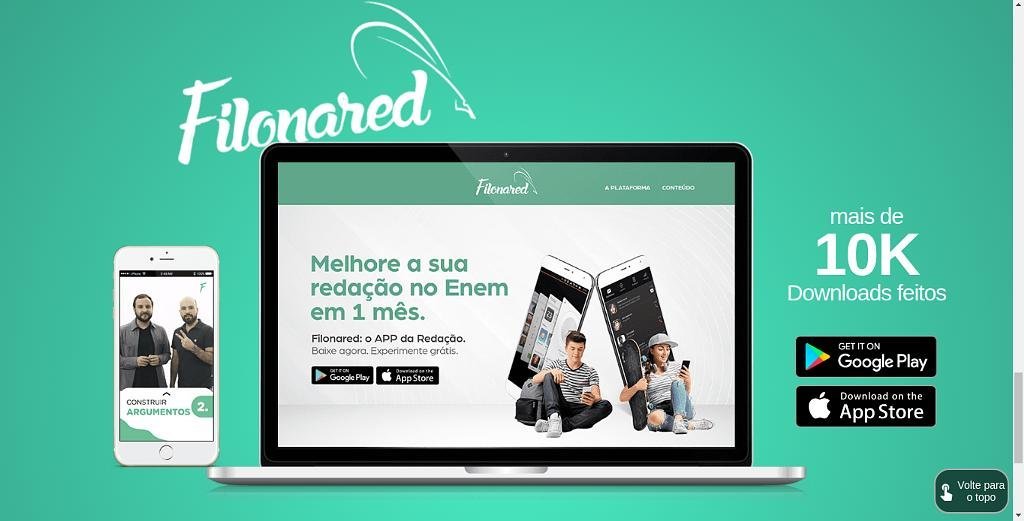 Filonared
Filonared
A PLATAFORMA CONTEÚDO
Melhore a sua
redação no Enem
em 1 mês.
Filonared: o APP da Redação.
Baixe agora. Experimente grátis.
GET IT ON
Google Play
Download on the
App Store
CONSTRUIR
ARGUMENTOS 2.
mais de
10K
Downloads feitos
GET IT ON
Google Play
Download on the
App Store
Volte para
o topo